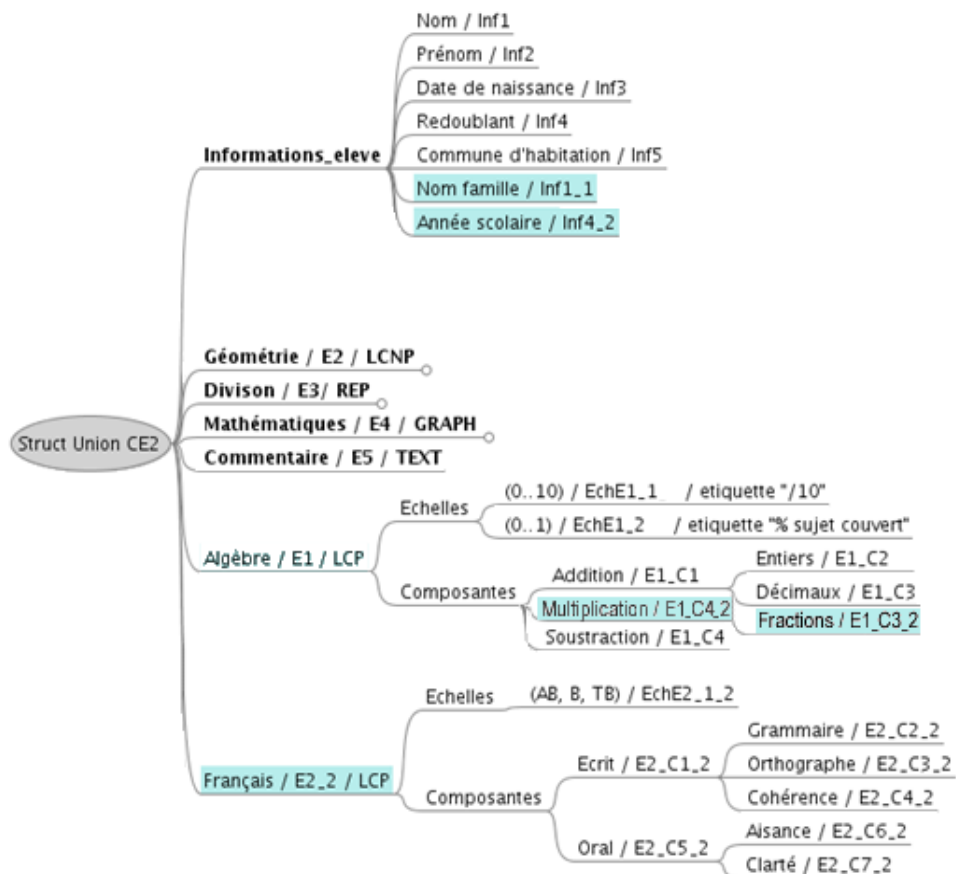 Nom / Inf1
Prénom / Inf2
Date de naissance / Inf3
Redoublant / Inf4
Informations_eleve
Commune d'habitation / Inf5
Nom famille / Inf1_1
Année scolaire / Inf4_2
Géométrie / E2 / LCNP
Divison / E3/ REP
Mathématiques / E4 / GRAPH
Struct Union CE2
Commentaire / E5 / TEXT
Algèbre / E1 / LCP
Echelles
(0..10) / EchE1_1 / etiquette "/10"
(0..1) / EchE1_2 / etiquette "% sujet couvert"
Composantes
Addition / E1_C1
Entiers / E1_C2
Décimaux / E1_C3
Fractions / E1_C3_2
Multiplication / E1_C4_2
Soustraction / E1_C4
Français / E2_2 / LCP
Echelles
(AB, B, TB) / EchE2_1_2
Composantes
Ecrit / E2_C1_2
Grammaire / E2_C2_2
Orthographe / E2_C3_2
Cohérence / E2_C4_2
Oral / E2_C5_2
Aisance / E2_C6_2
Clarté / E2_C7_2